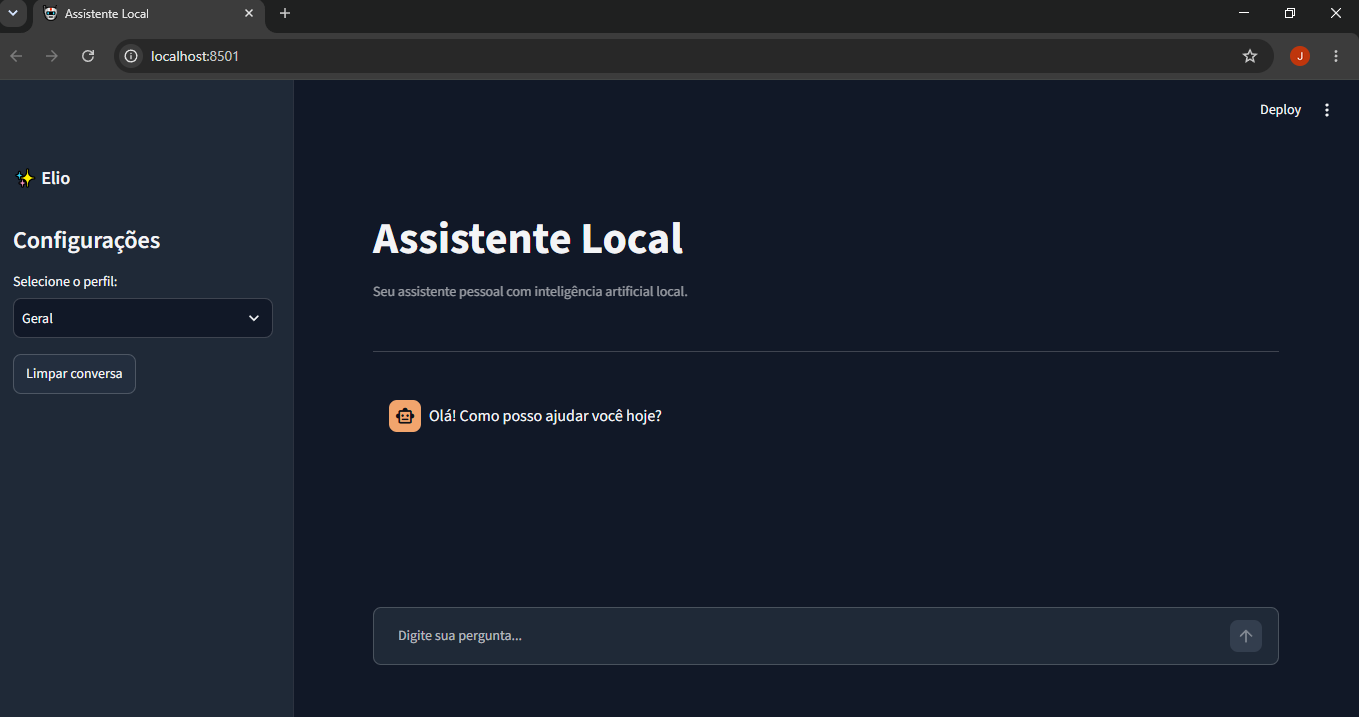 Assistente Local
localhost:8501
J
Deploy
✨ Elio
Configurações
Selecione o perfil:
Geral
Limpar conversa
Assistente Local
Seu assistente pessoal com inteligência artificial local.
Olá! Como posso ajudar você hoje?
Digite sua pergunta...